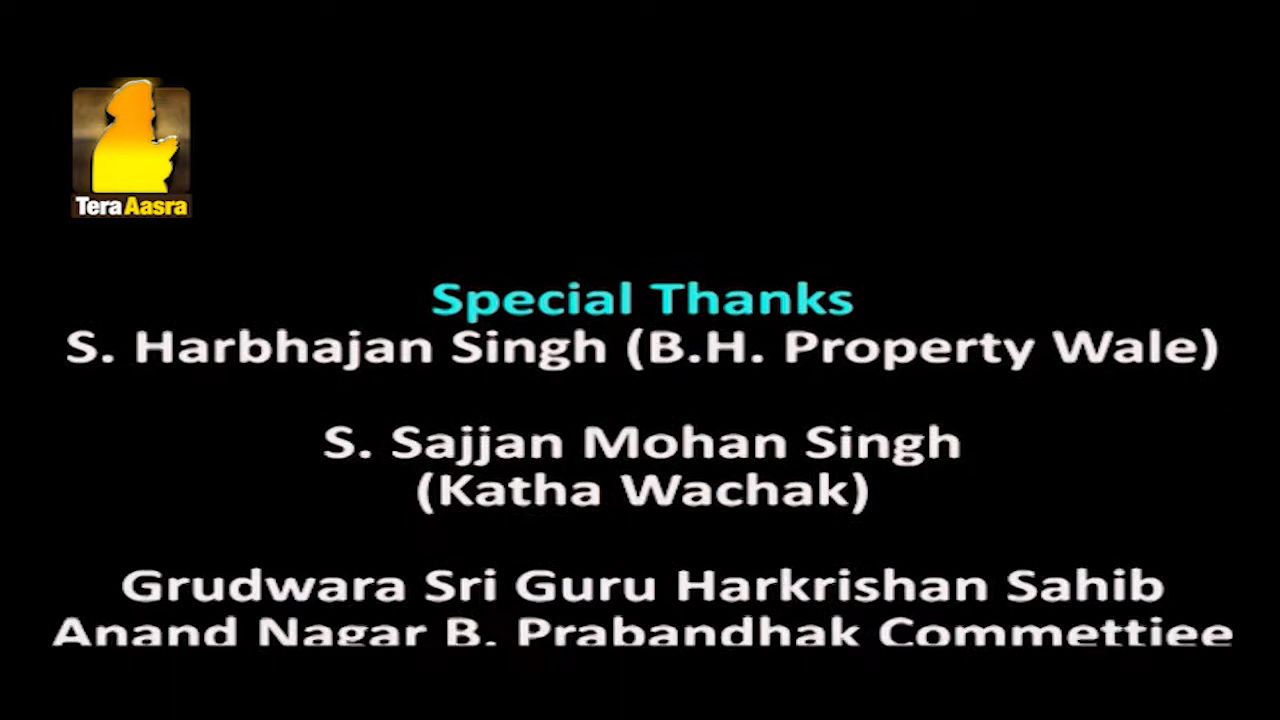 Tera Aasra
Special Thanks
S. Harbhajan Singh (B.H. Property Wale)
S. Sajjan Mohan Singh
(Katha Wachak)
Grudwara Sri Guru Harkrishan Sahib
Anand Nagar B. Prabandhak Commettiee